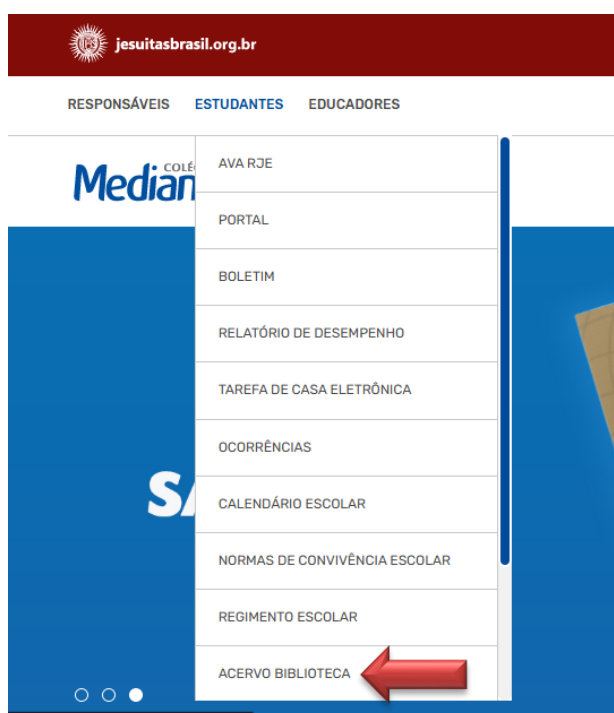 jesuitasbrasil.org.br
RESPONSÁVEIS ESTUDANTES EDUCADORES
AVA RJE
PORTAL
BOLETIM
RELATÓRIO DE DESEMPENHO
TAREFA DE CASA ELETRÔNICA
OCORRÊNCIAS
CALENDÁRIO ESCOLAR
NORMAS DE CONVIVÊNCIA ESCOLAR
REGIMENTO ESCOLAR
ACERVO BIBLIOTECA